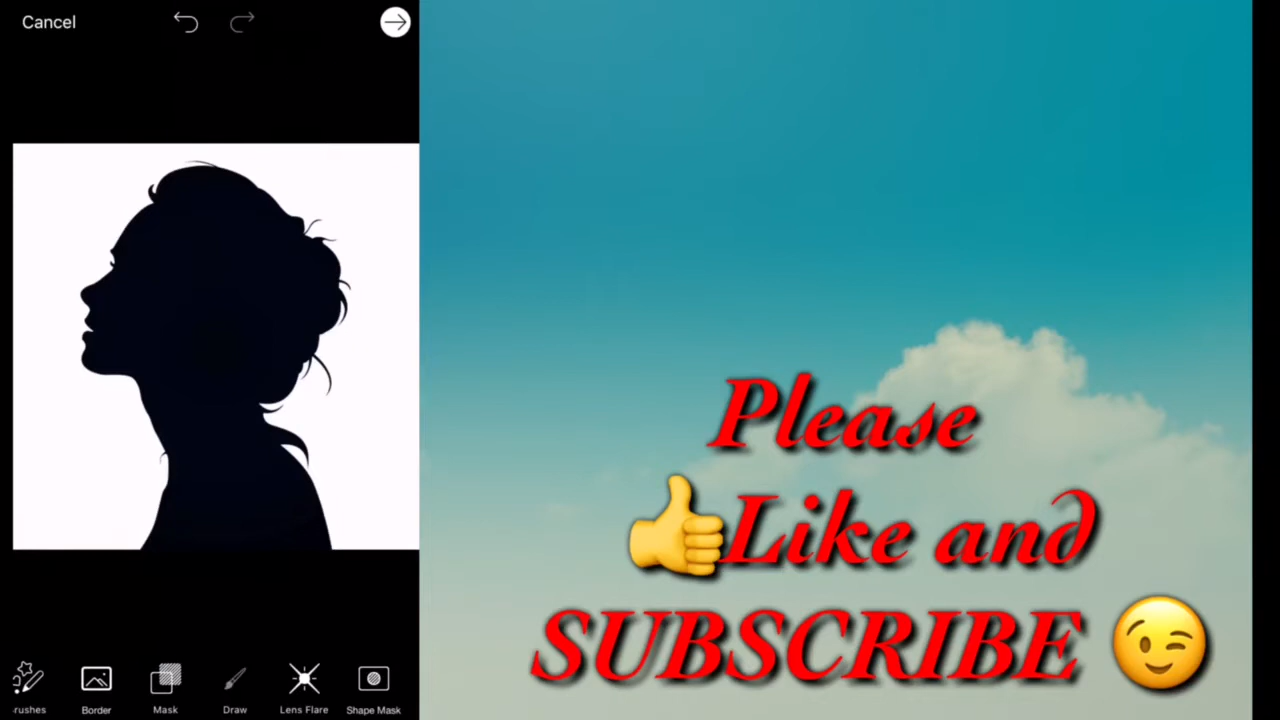 Cancel
Please
👍Like and
SUBSCRIBE 😉
rushes
Border
Mask
Draw
Lens Flare
Shape Mask